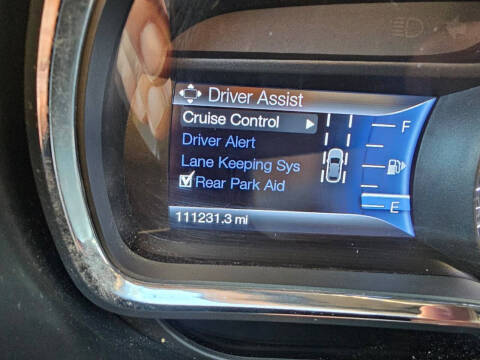 Driver Assist
Cruise Control
F
Driver Alert
Lane Keeping Sys
Rear Park Aid
E
111231.3 mi